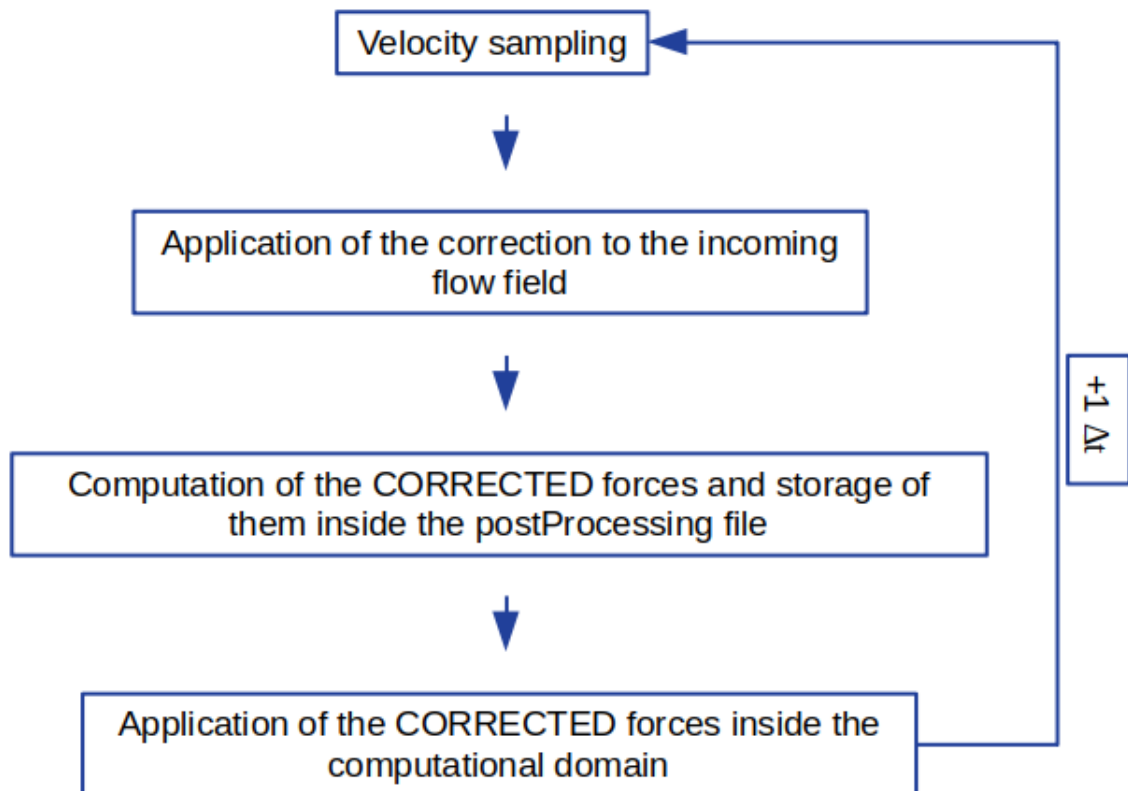 Velocity sampling
Application of the correction to the incoming
flow field
+1 Δt
Computation of the CORRECTED forces and storage of
them inside the postProcessing file
Application of the CORRECTED forces inside the
computational domain